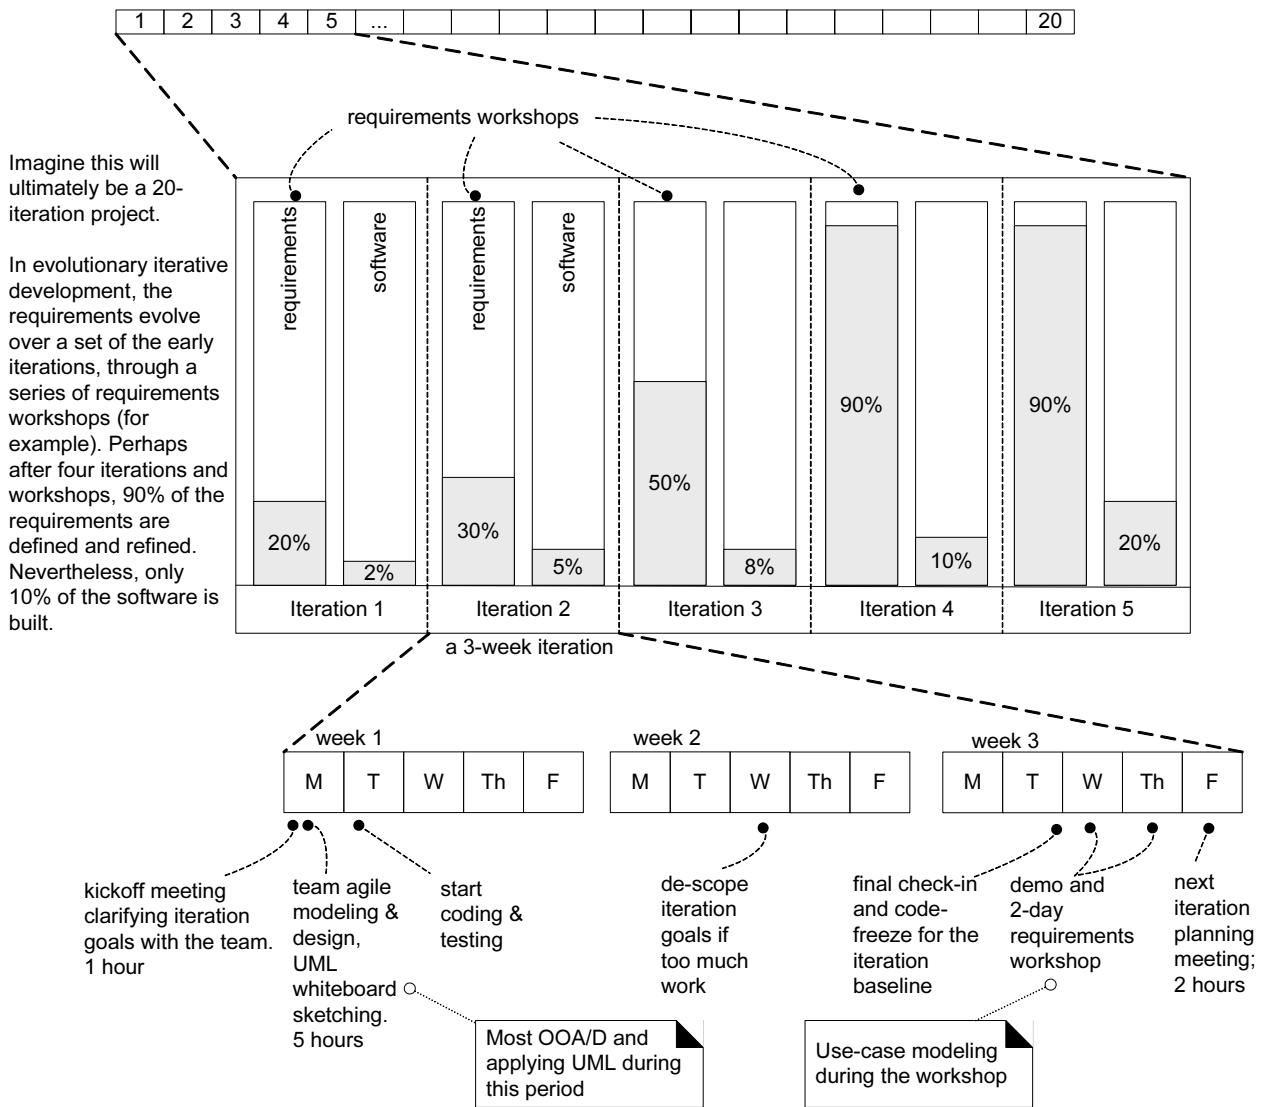 1 2 3 4 5 ... 20
requirements workshops
Imagine this will
ultimately be a 20-
iteration project.
In evolutionary iterative
development, the
requirements evolve
over a set of the early
iterations, through a
series of requirements
workshops (for
example). Perhaps
after four iterations and
workshops, 90% of the
requirements are
defined and refined.
Nevertheless, only
10% of the software is
built.
requirements
software
requirements
software
20%
2%
30%
5%
50%
8%
90%
10%
90%
20%
Iteration 1
Iteration 2
Iteration 3
Iteration 4
Iteration 5
a 3-week iteration
week 1
M T W Th F
week 2
M T W Th F
week 3
M T W Th F
kickoff meeting
clarifying iteration
goals with the team.
1 hour
team agile
modeling &
design,
UML
whiteboard
sketching.
5 hours
start
coding &
testing
de-scope
iteration
goals if
too much
work
final check-in
and code-
freeze for the
iteration
baseline
demo and
2-day
requirements
workshop
next
iteration
planning
meeting;
2 hours
Most OOA/D and
applying UML during
this period
Use-case modeling
during the workshop